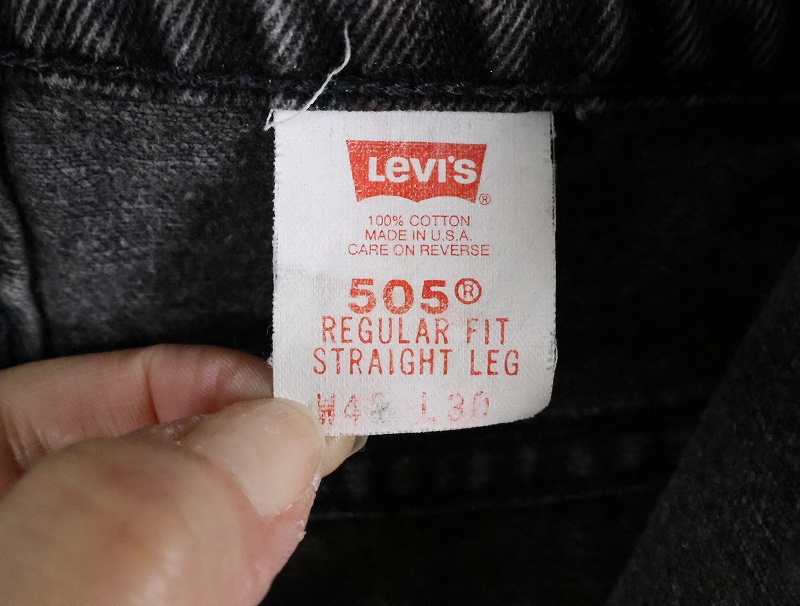 Levi's
®
100% COTTON
MADE IN U.S.A.
CARE ON REVERSE
505®
REGULAR FIT
STRAIGHT LEG
L30